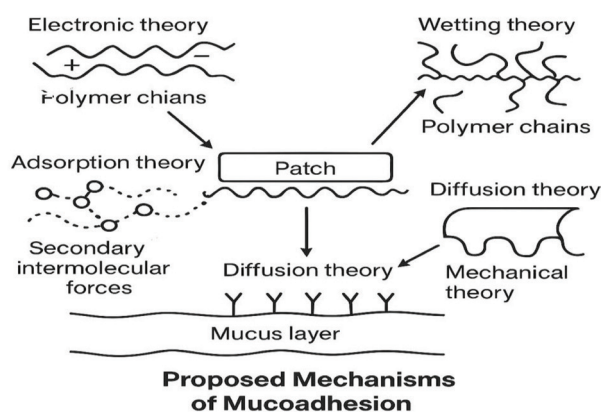 Electronic theory
+
−
Polymer chians
Wetting theory
Polymer chains
Adsorption theory
Secondary
intermolecular
forces
Patch
Diffusion theory
Diffusion theory
Mechanical
theory
Mucus layer
Proposed Mechanisms
of Mucoadhesion